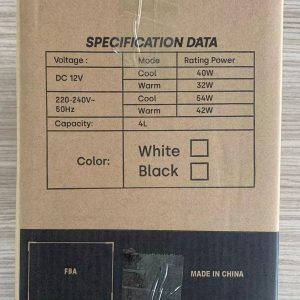 SPECIFICATION DATA
Voltage : Mode Rating Power
DC 12V Cool 40W
Warm 32W
220-240V~ 50Hz Cool 54W
Warm 42W
Capacity: 4L
Color: White
Black
FBA
MADE IN CHINA